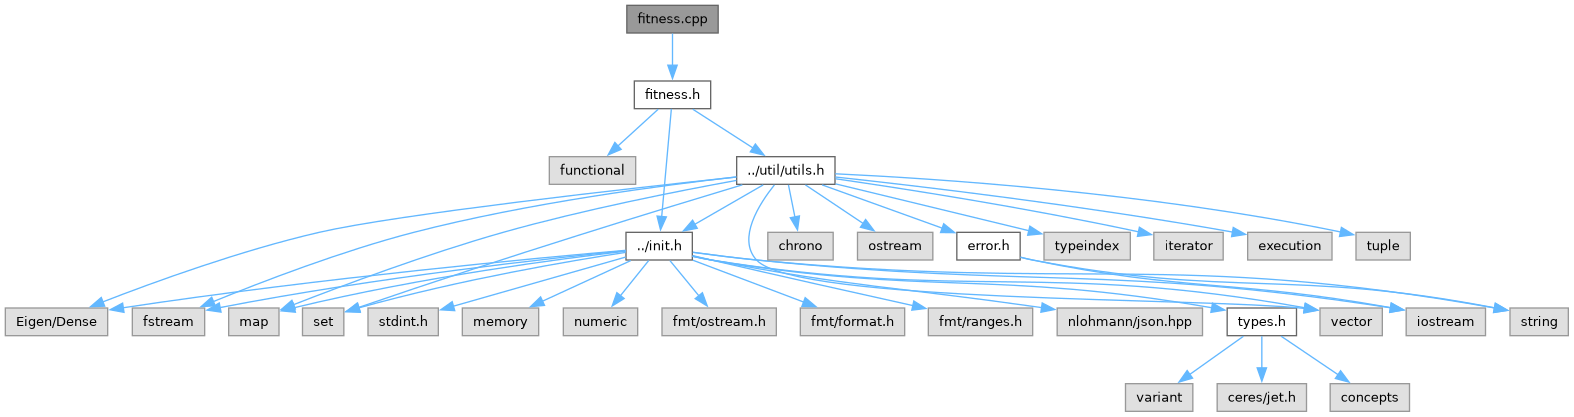 fitness.cpp
fitness.h
functional
../util/utils.h
../init.h
chrono
ostream
error.h
typeindex
iterator
execution
tuple
Eigen/Dense
fstream
map
set
stdint.h
memory
numeric
fmt/ostream.h
fmt/format.h
fmt/ranges.h
nlohmann/json.hpp
types.h
vector
iostream
string
variant
ceres/jet.h
concepts